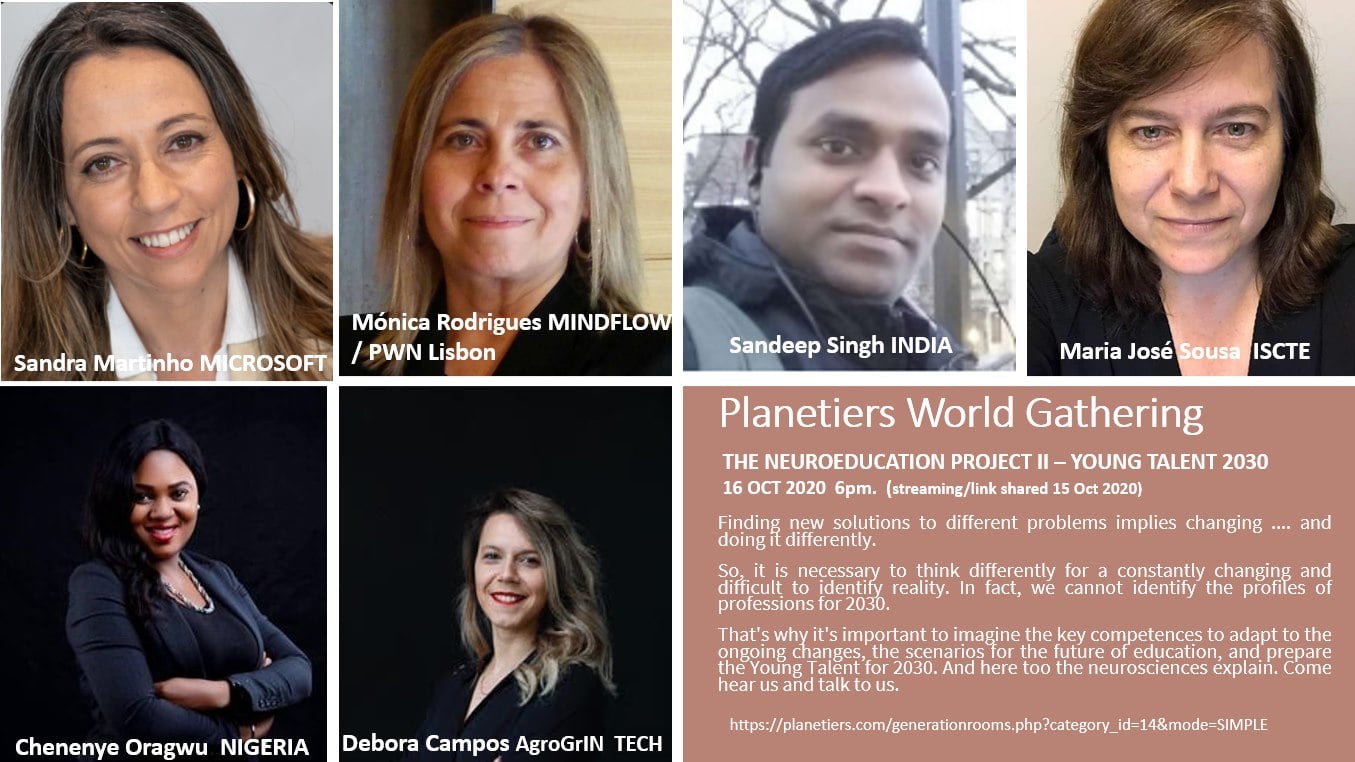 Sandra Martinho MICROSOFT
Mónica Rodrigues MINDFLOW
/ PWN Lisbon
Sandeep Singh INDIA
Maria José Sousa ISCTE
Chenenye Oragwu NIGERIA
Debora Campos AgroGrIN TECH
Planetiers World Gathering
THE NEUROEDUCATION PROJECT II – YOUNG TALENT 2030
16 OCT 2020 6pm. (streaming/link shared 15 Oct 2020)
Finding new solutions to different problems implies changing .... and
doing it differently.
So, it is necessary to think differently for a constantly changing and
difficult to identify reality. In fact, we cannot identify the profiles of
professions for 2030.
That's why it's important to imagine the key competences to adapt to the
ongoing changes, the scenarios for the future of education, and prepare
the Young Talent for 2030. And here too the neurosciences explain. Come
hear us and talk to us.
https://planetiers.com/generationrooms.php?category_id=14&mode=SIMPLE